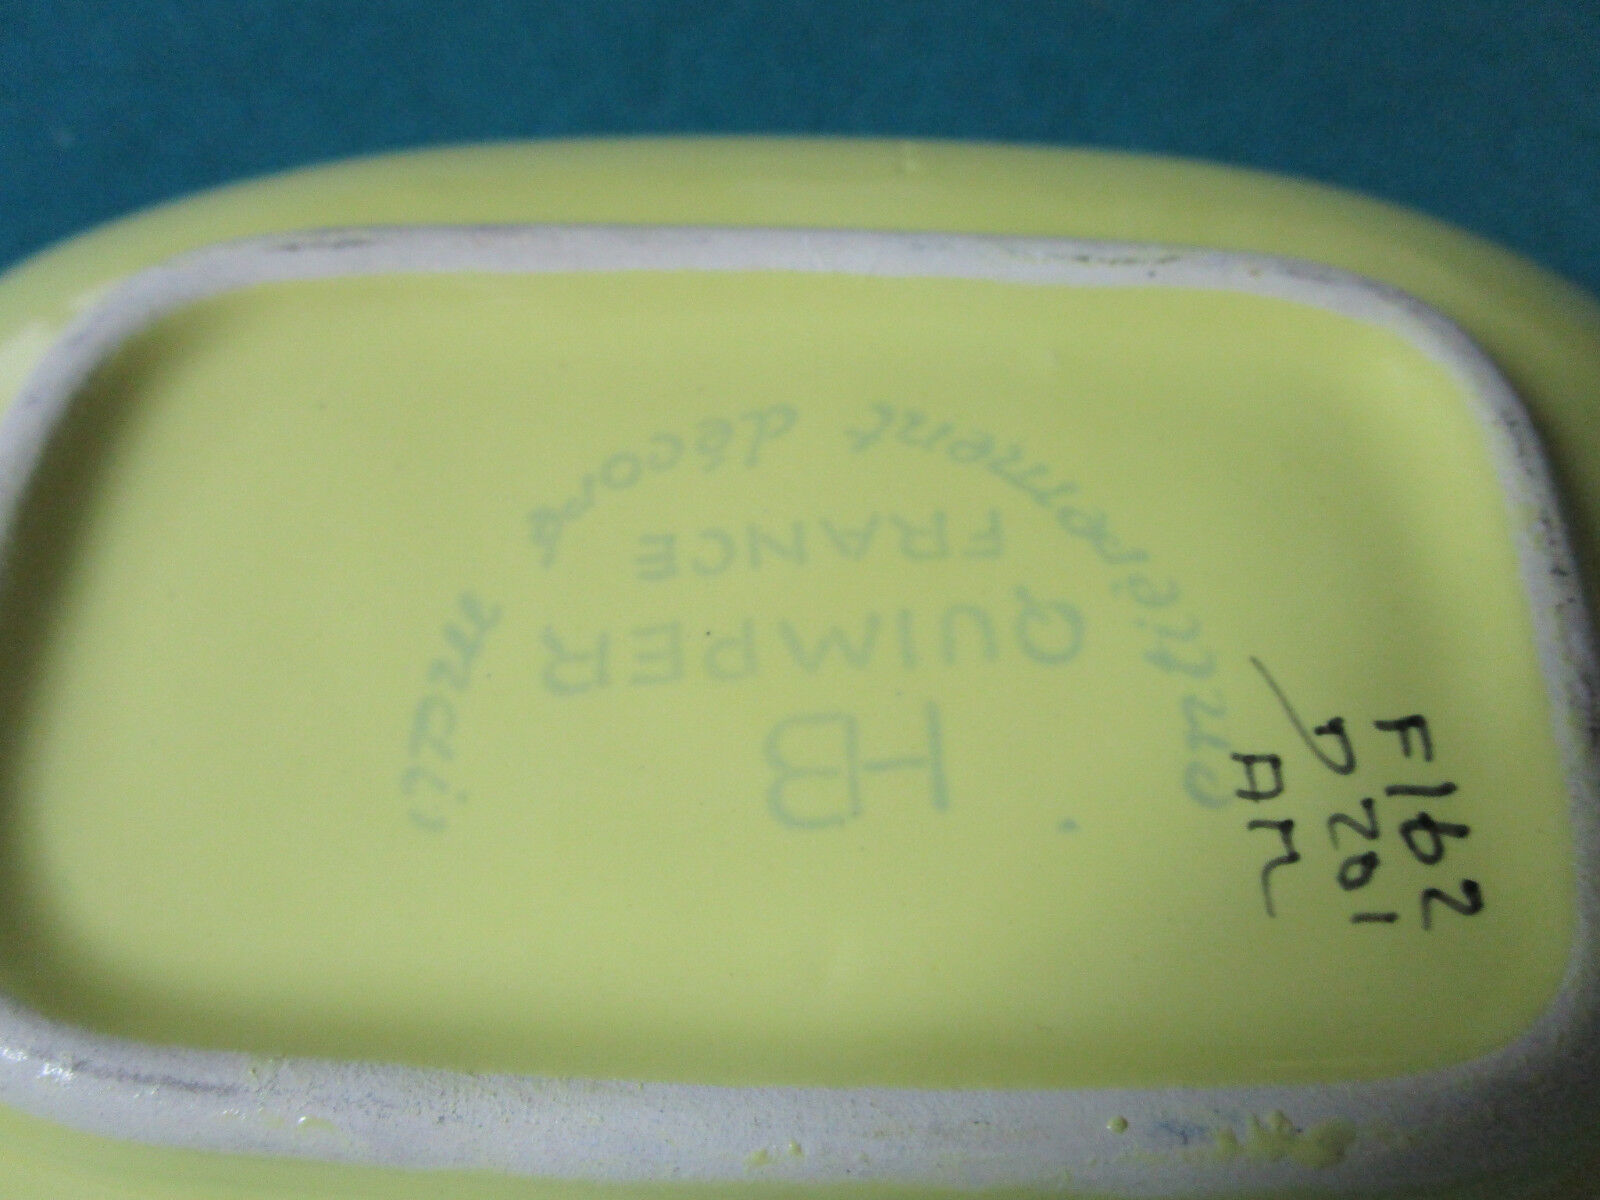 HB
QUIMPER
FRANCE
entièrement décoré main
F162
D201
AM